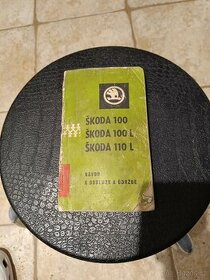 ŠKODA 100
ŠKODA 100 L
ŠKODA 110 L
NÁVOD
K OBSLUZE A ÚDRŽBĚ